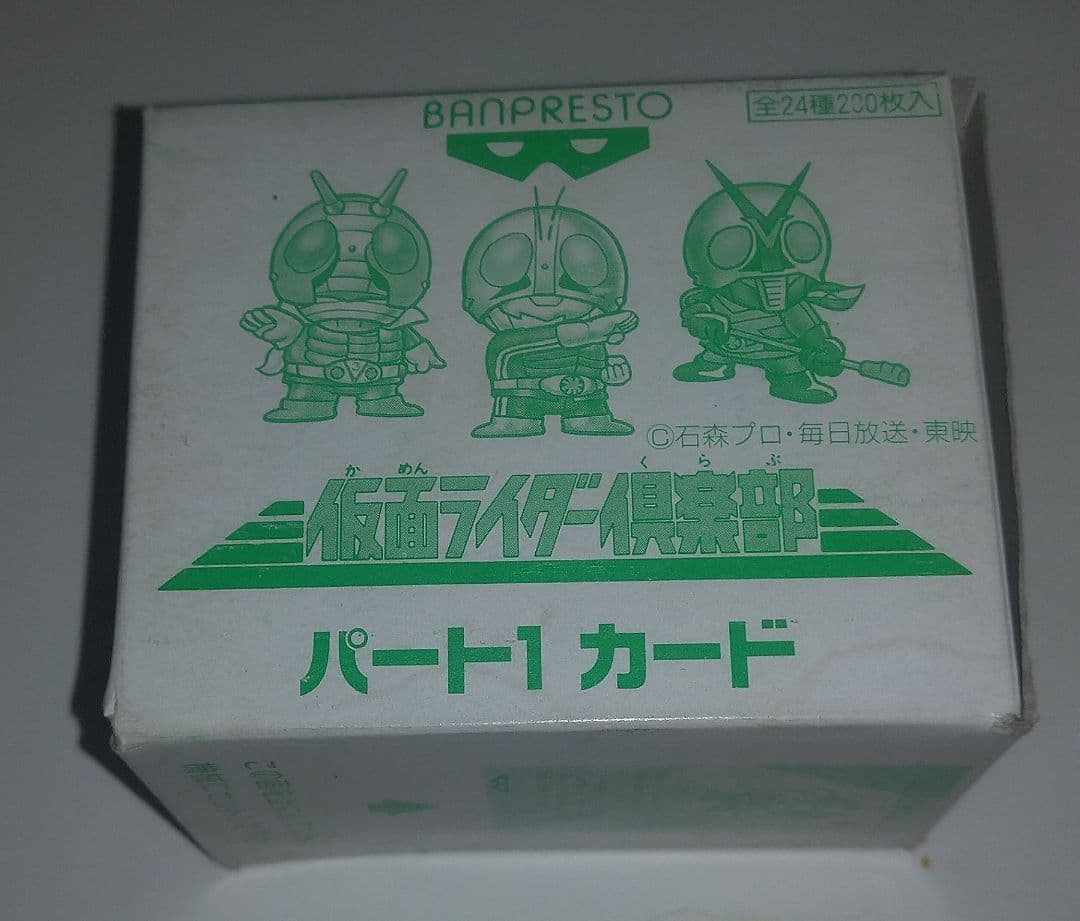 BANPRESTO
全24種200枚入
3
©石森プロ・毎日放送・東映
かめん くらぶ
仮面ライダー倶楽部
パート1 カード